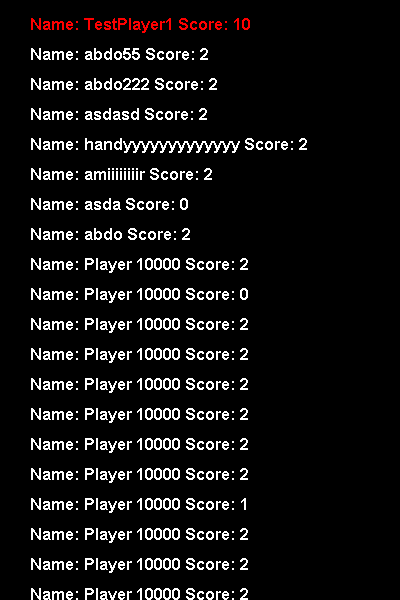 Name: TestPlayer1 Score: 10
Name: abdo55 Score: 2
Name: abdo222 Score: 2
Name: asdasd Score: 2
Name: handyyyyyyyyyyyyy Score: 2
Name: amiiiiiiiir Score: 2
Name: asda Score: 0
Name: abdo Score: 2
Name: Player 10000 Score: 2
Name: Player 10000 Score: 0
Name: Player 10000 Score: 2
Name: Player 10000 Score: 2
Name: Player 10000 Score: 2
Name: Player 10000 Score: 2
Name: Player 10000 Score: 2
Name: Player 10000 Score: 2
Name: Player 10000 Score: 1
Name: Player 10000 Score: 2
Name: Player 10000 Score: 2
Name: Player 10000 Score: 2